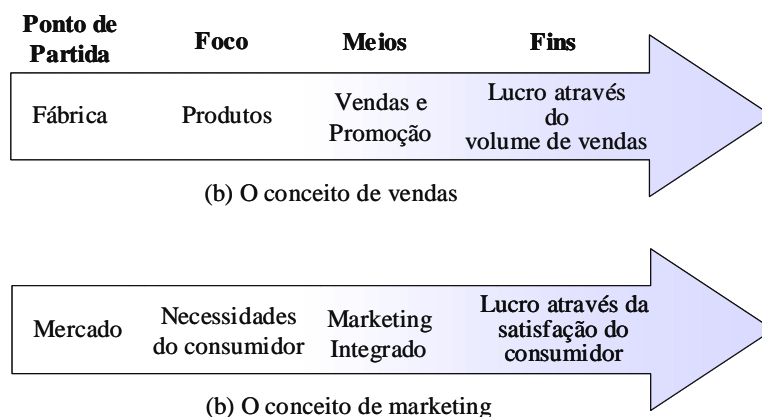 Ponto de
Partida
Foco
Meios
Fins
Fábrica
Produtos
Vendas e
Promoção
Lucro através
do
volume de vendas
(b) O conceito de vendas
Mercado
Necessidades
do consumidor
Marketing
Integrado
Lucro através da
satisfação do
consumidor
(b) O conceito de marketing